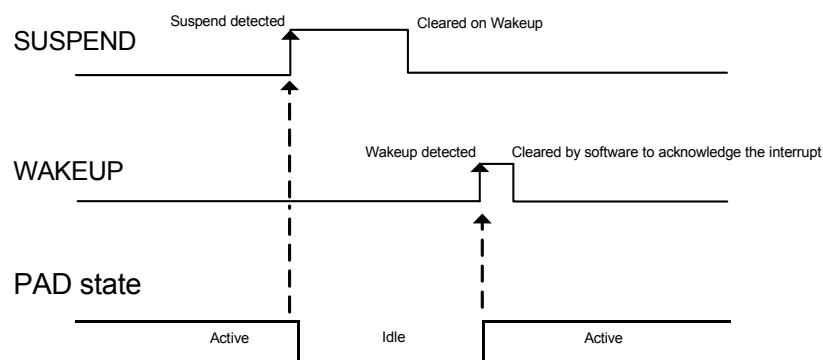 Suspend detected
Cleared on Wakeup
SUSPEND
Wakeup detected
Cleared by software to acknowledge the interrupt
WAKEUP
PAD state
Active
Idle
Active